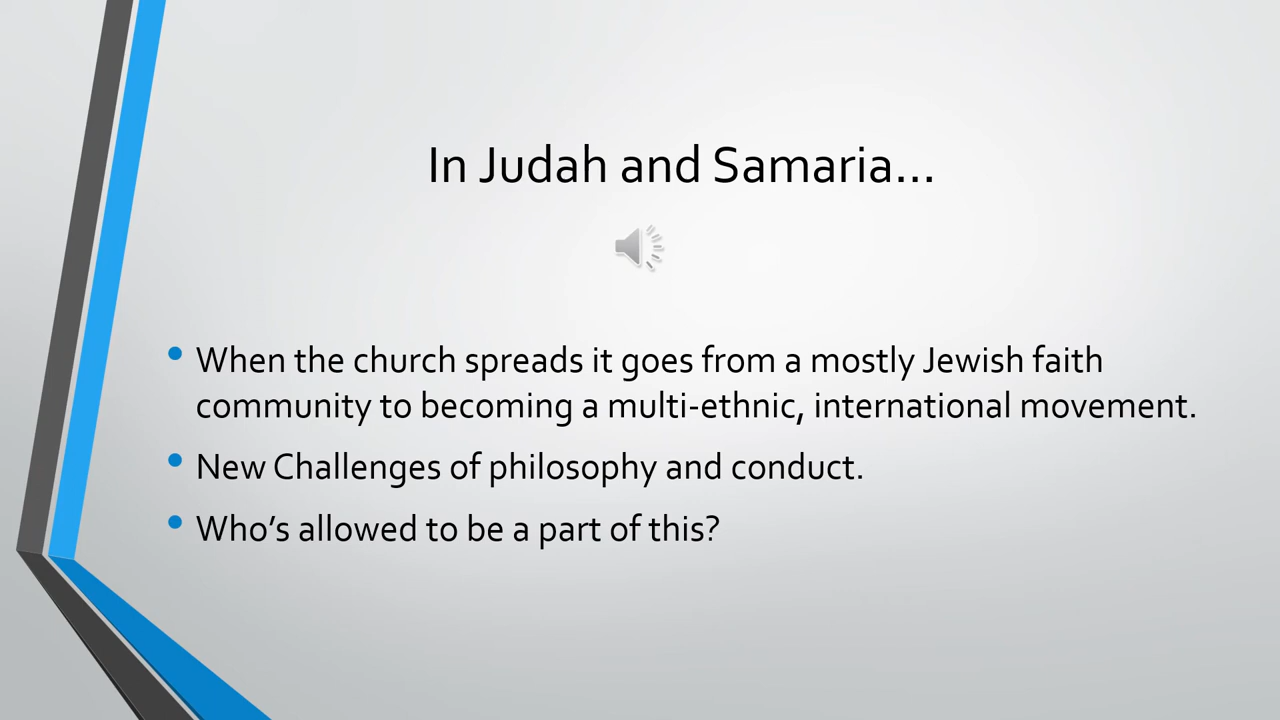 In Judah and Samaria...
• When the church spreads it goes from a mostly Jewish faith
community to becoming a multi-ethnic, international movement.
• New Challenges of philosophy and conduct.
• Who’s allowed to be a part of this?